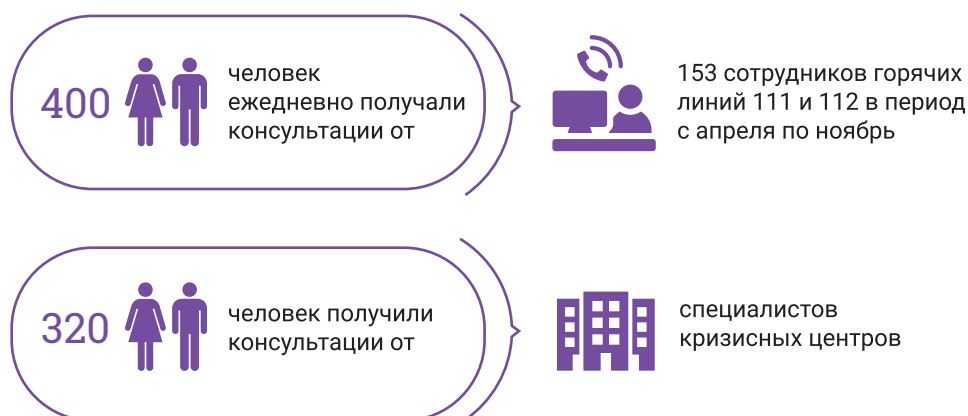 400
человек
ежедневно получали
консультации от
153 сотрудников горячих
линий 111 и 112 в период
с апреля по ноябрь
320
человек получили
консультации от
специалистов
кризисных центров